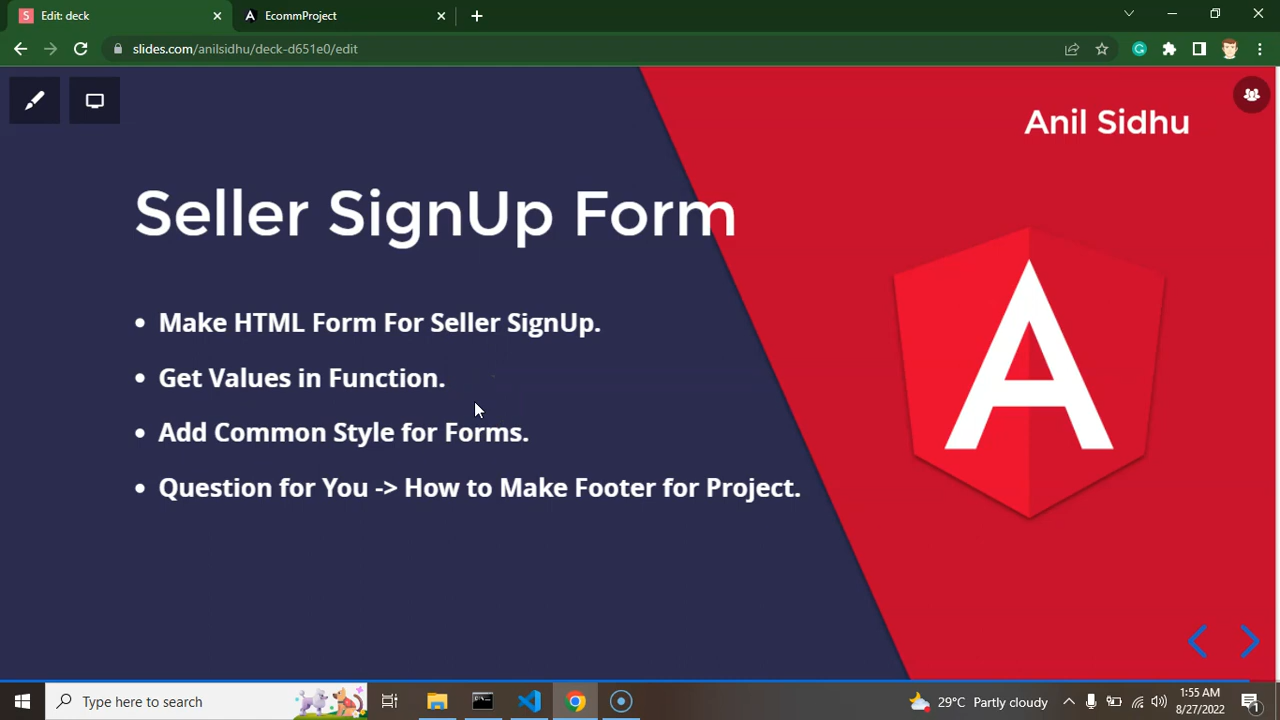 Edit: deck
EcommProject
slides.com/anilsidhu/deck-d651e0/edit
Anil Sidhu
Seller SignUp Form
• Make HTML Form For Seller SignUp.
• Get Values in Function.
• Add Common Style for Forms.
• Question for You -> How to Make Footer for Project.
Type here to search
29°C Partly cloudy
1:55 AM
8/27/2022